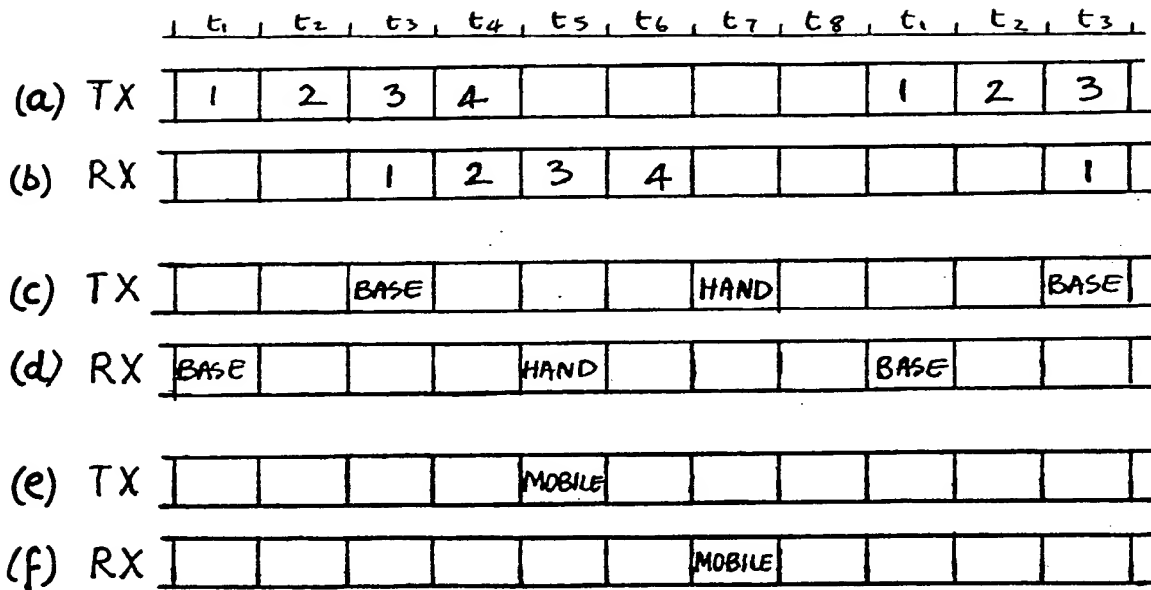 t₁ t₂ t₃ t₄ t₅ t₆ t₇ t₈ t₁ t₂ t₃
(a) TX 1 2 3 4 1 2 3
(b) RX 1 2 3 4 1
(c) TX BASE HAND BASE
(d) RX BASE HAND BASE
(e) TX MOBILE
(f) RX MOBILE